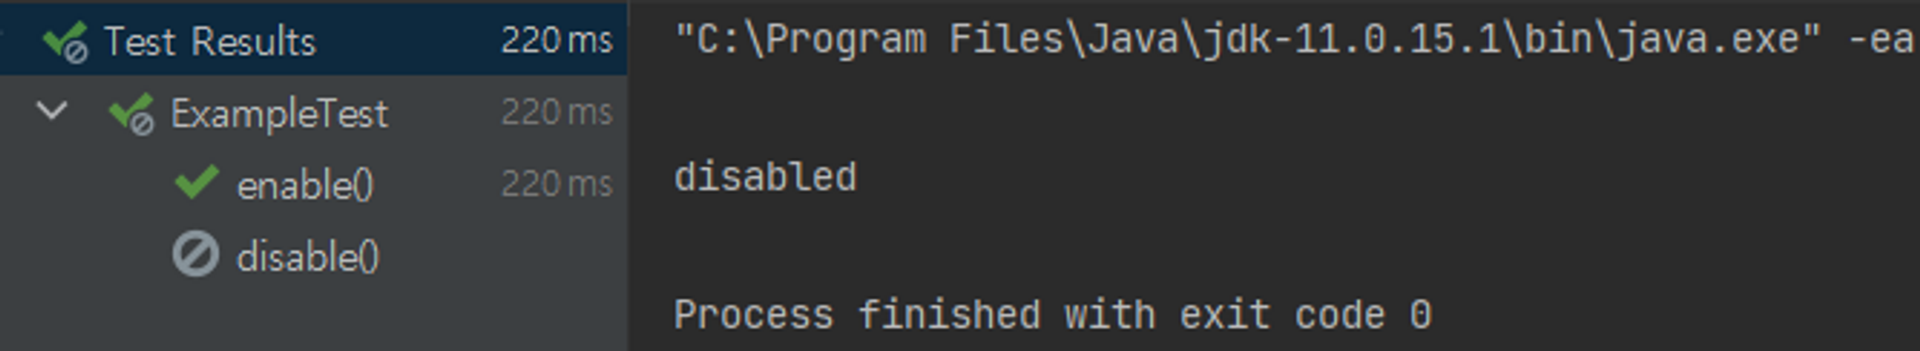 Test Results 220 ms
ExampleTest 220 ms
enable() 220 ms
disable()
"C:\Program Files\Java\jdk-11.0.15.1\bin\java.exe" -ea
disabled
Process finished with exit code 0